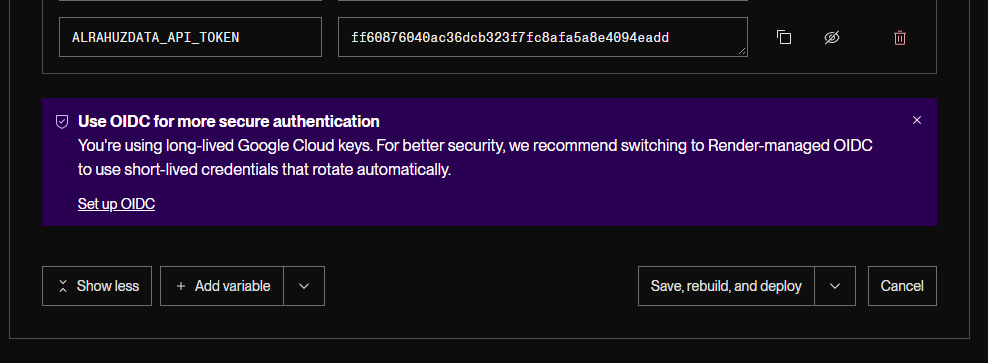 ALRAHUZDATA_API_TOKEN
ff60876040ac36dcb323f7fc8afa5a8e4094eadd
Use OIDC for more secure authentication
You're using long-lived Google Cloud keys. For better security, we recommend switching to Render-managed OIDC
to use short-lived credentials that rotate automatically.
Set up OIDC
Show less
Add variable
Save, rebuild, and deploy
Cancel